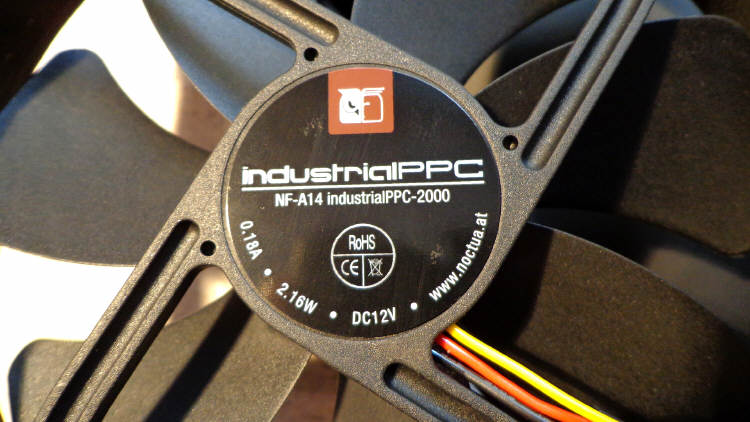 industrialPPC
NF-A14 industrialPPC-2000
RoHS
CE
0.18A • 2.16W • DC12V • www.noctua.at